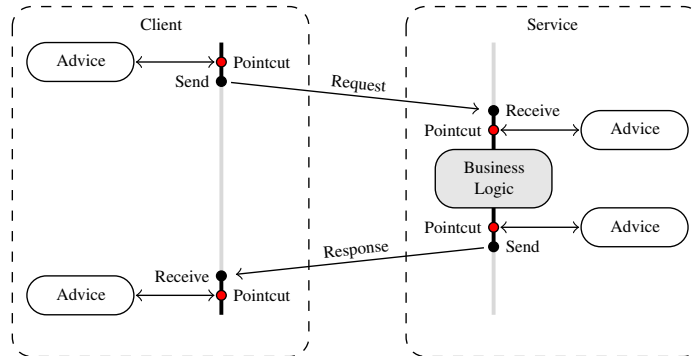 Client
Service
Advice
Pointcut
Send
Request
Receive
Pointcut
Advice
Business
Logic
Pointcut
Advice
Response
Send
Receive
Advice
Pointcut